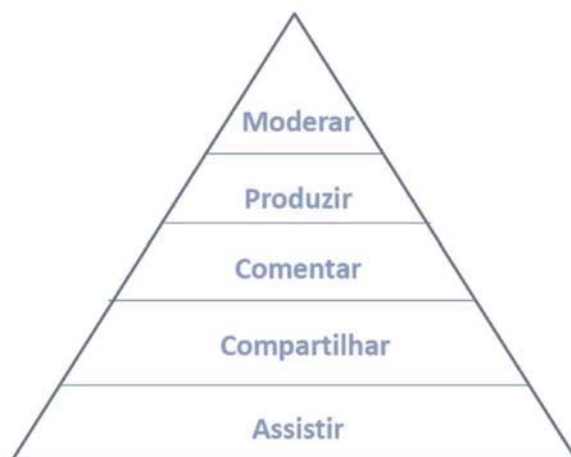 Moderar
Produzir
Comentar
Compartilhar
Assistir